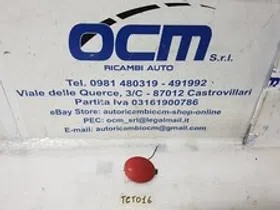 OCM S.r.l.
RICAMBI AUTO
Tel. 0981 480319 - 491992
Viale delle Querce, 3/C - 87012 Castrovillari
Partita Iva 03161900786
eBay Store: autoricambiocm-shop-online
PEC: ocm_srl@legalmail.it
E-mail: autoricambiocm@gmail.com
TCTO16